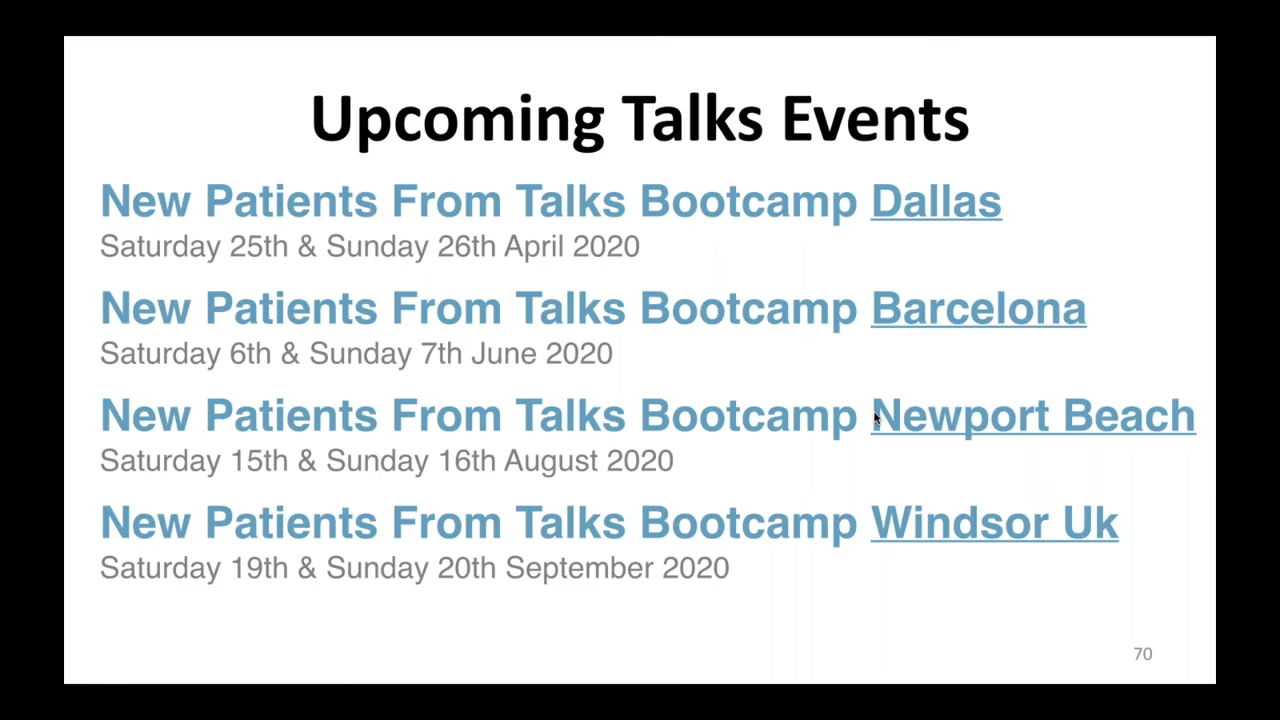 Upcoming Talks Events
New Patients From Talks Bootcamp Dallas
Saturday 25th & Sunday 26th April 2020
New Patients From Talks Bootcamp Barcelona
Saturday 6th & Sunday 7th June 2020
New Patients From Talks Bootcamp Newport Beach
Saturday 15th & Sunday 16th August 2020
New Patients From Talks Bootcamp Windsor Uk
Saturday 19th & Sunday 20th September 2020
70